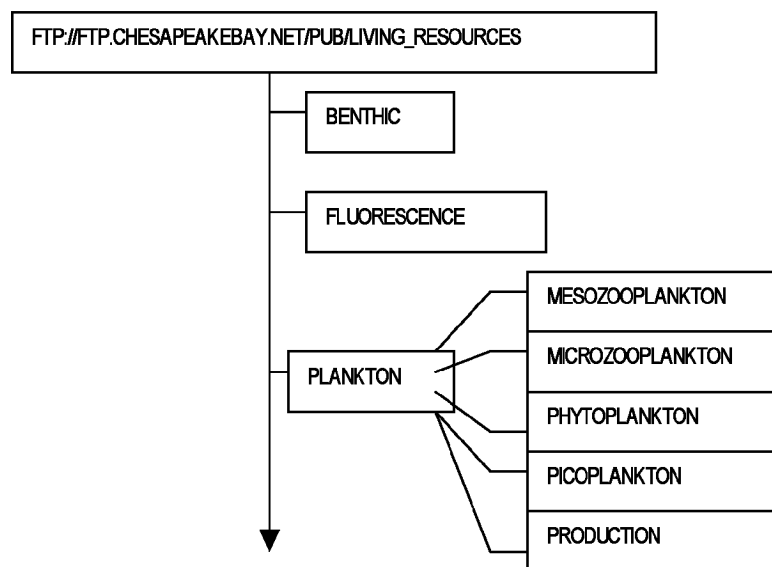 FTP://FTP.CHESAPEAKEBAY.NET/PUB/LIVING_RESOURCES
BENTHIC
FLUORESCENCE
PLANKTON
MESOZOOPLANKTON
MICROZOOPLANKTON
PHYTOPLANKTON
PICOPLANKTON
PRODUCTION